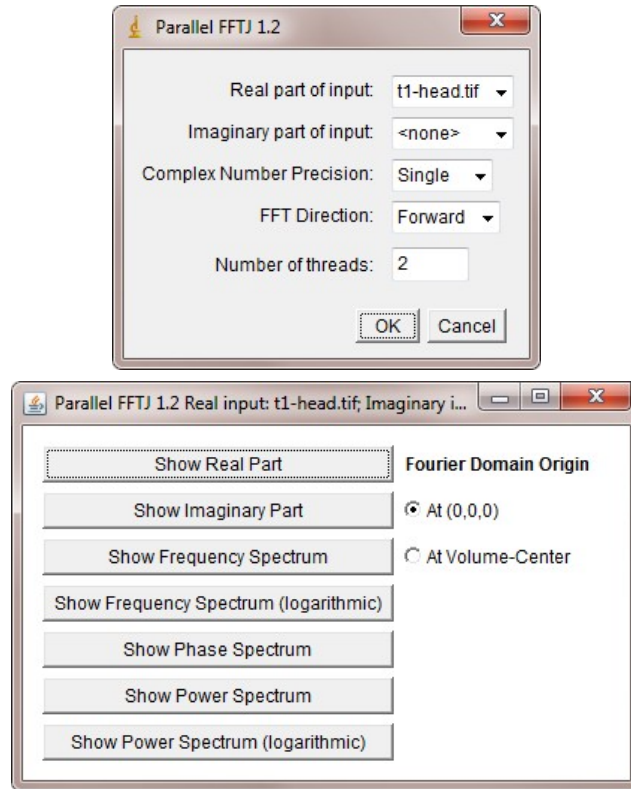 Parallel FFTJ 1.2
Real part of input: t1-head.tif
Imaginary part of input: <none>
Complex Number Precision: Single
FFT Direction: Forward
Number of threads: 2
OK Cancel
Parallel FFTJ 1.2 Real input: t1-head.tif; Imaginary i...
Show Real Part Fourier Domain Origin
Show Imaginary Part At (0,0,0)
Show Frequency Spectrum At Volume-Center
Show Frequency Spectrum (logarithmic)
Show Phase Spectrum
Show Power Spectrum
Show Power Spectrum (logarithmic)